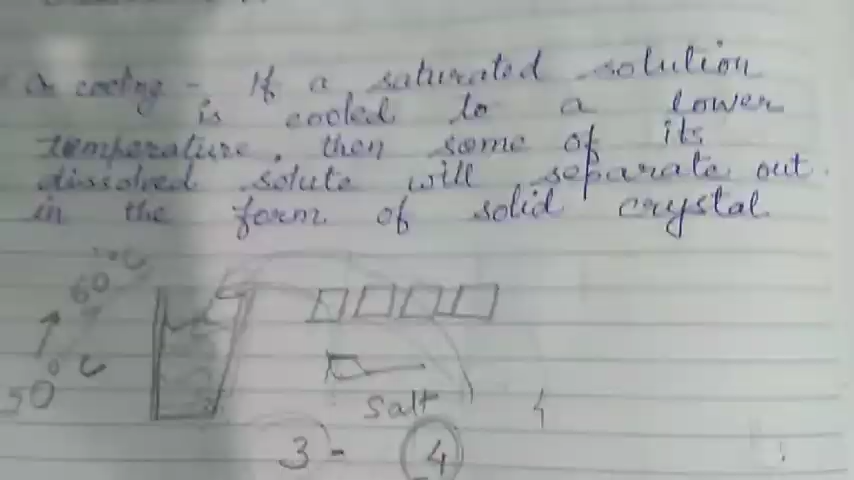 On cooling - If a saturated solution
is cooled to a lower
temperature, then some of its
dissolved solute will separate out
in the form of solid crystal
60 °C
50 °C
Salt
3 - 4